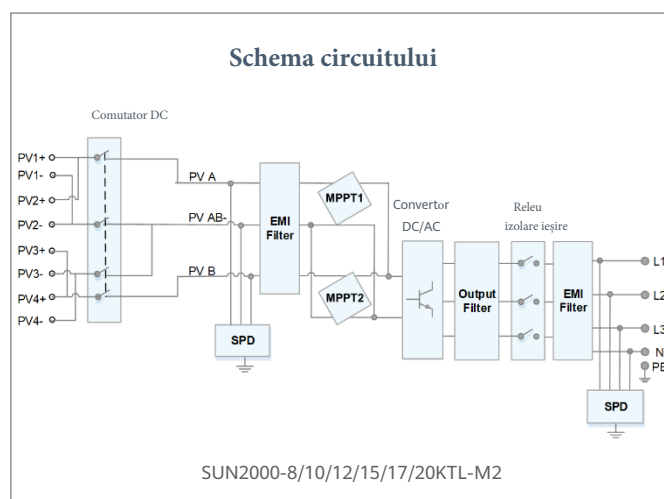 Schema circuitului
Comutator DC
PV1+
PV1-
PV2+
PV2-
PV3+
PV3-
PV4+
PV4-
PV A
PV AB-
PV B
EMI
Filter
SPD
MPPT1
MPPT2
Convertor
DC/AC
Output
Filter
Releu
izolare ieșire
EMI
Filter
L1
L2
L3
N
PE
SPD
SUN2000-8/10/12/15/17/20KTL-M2